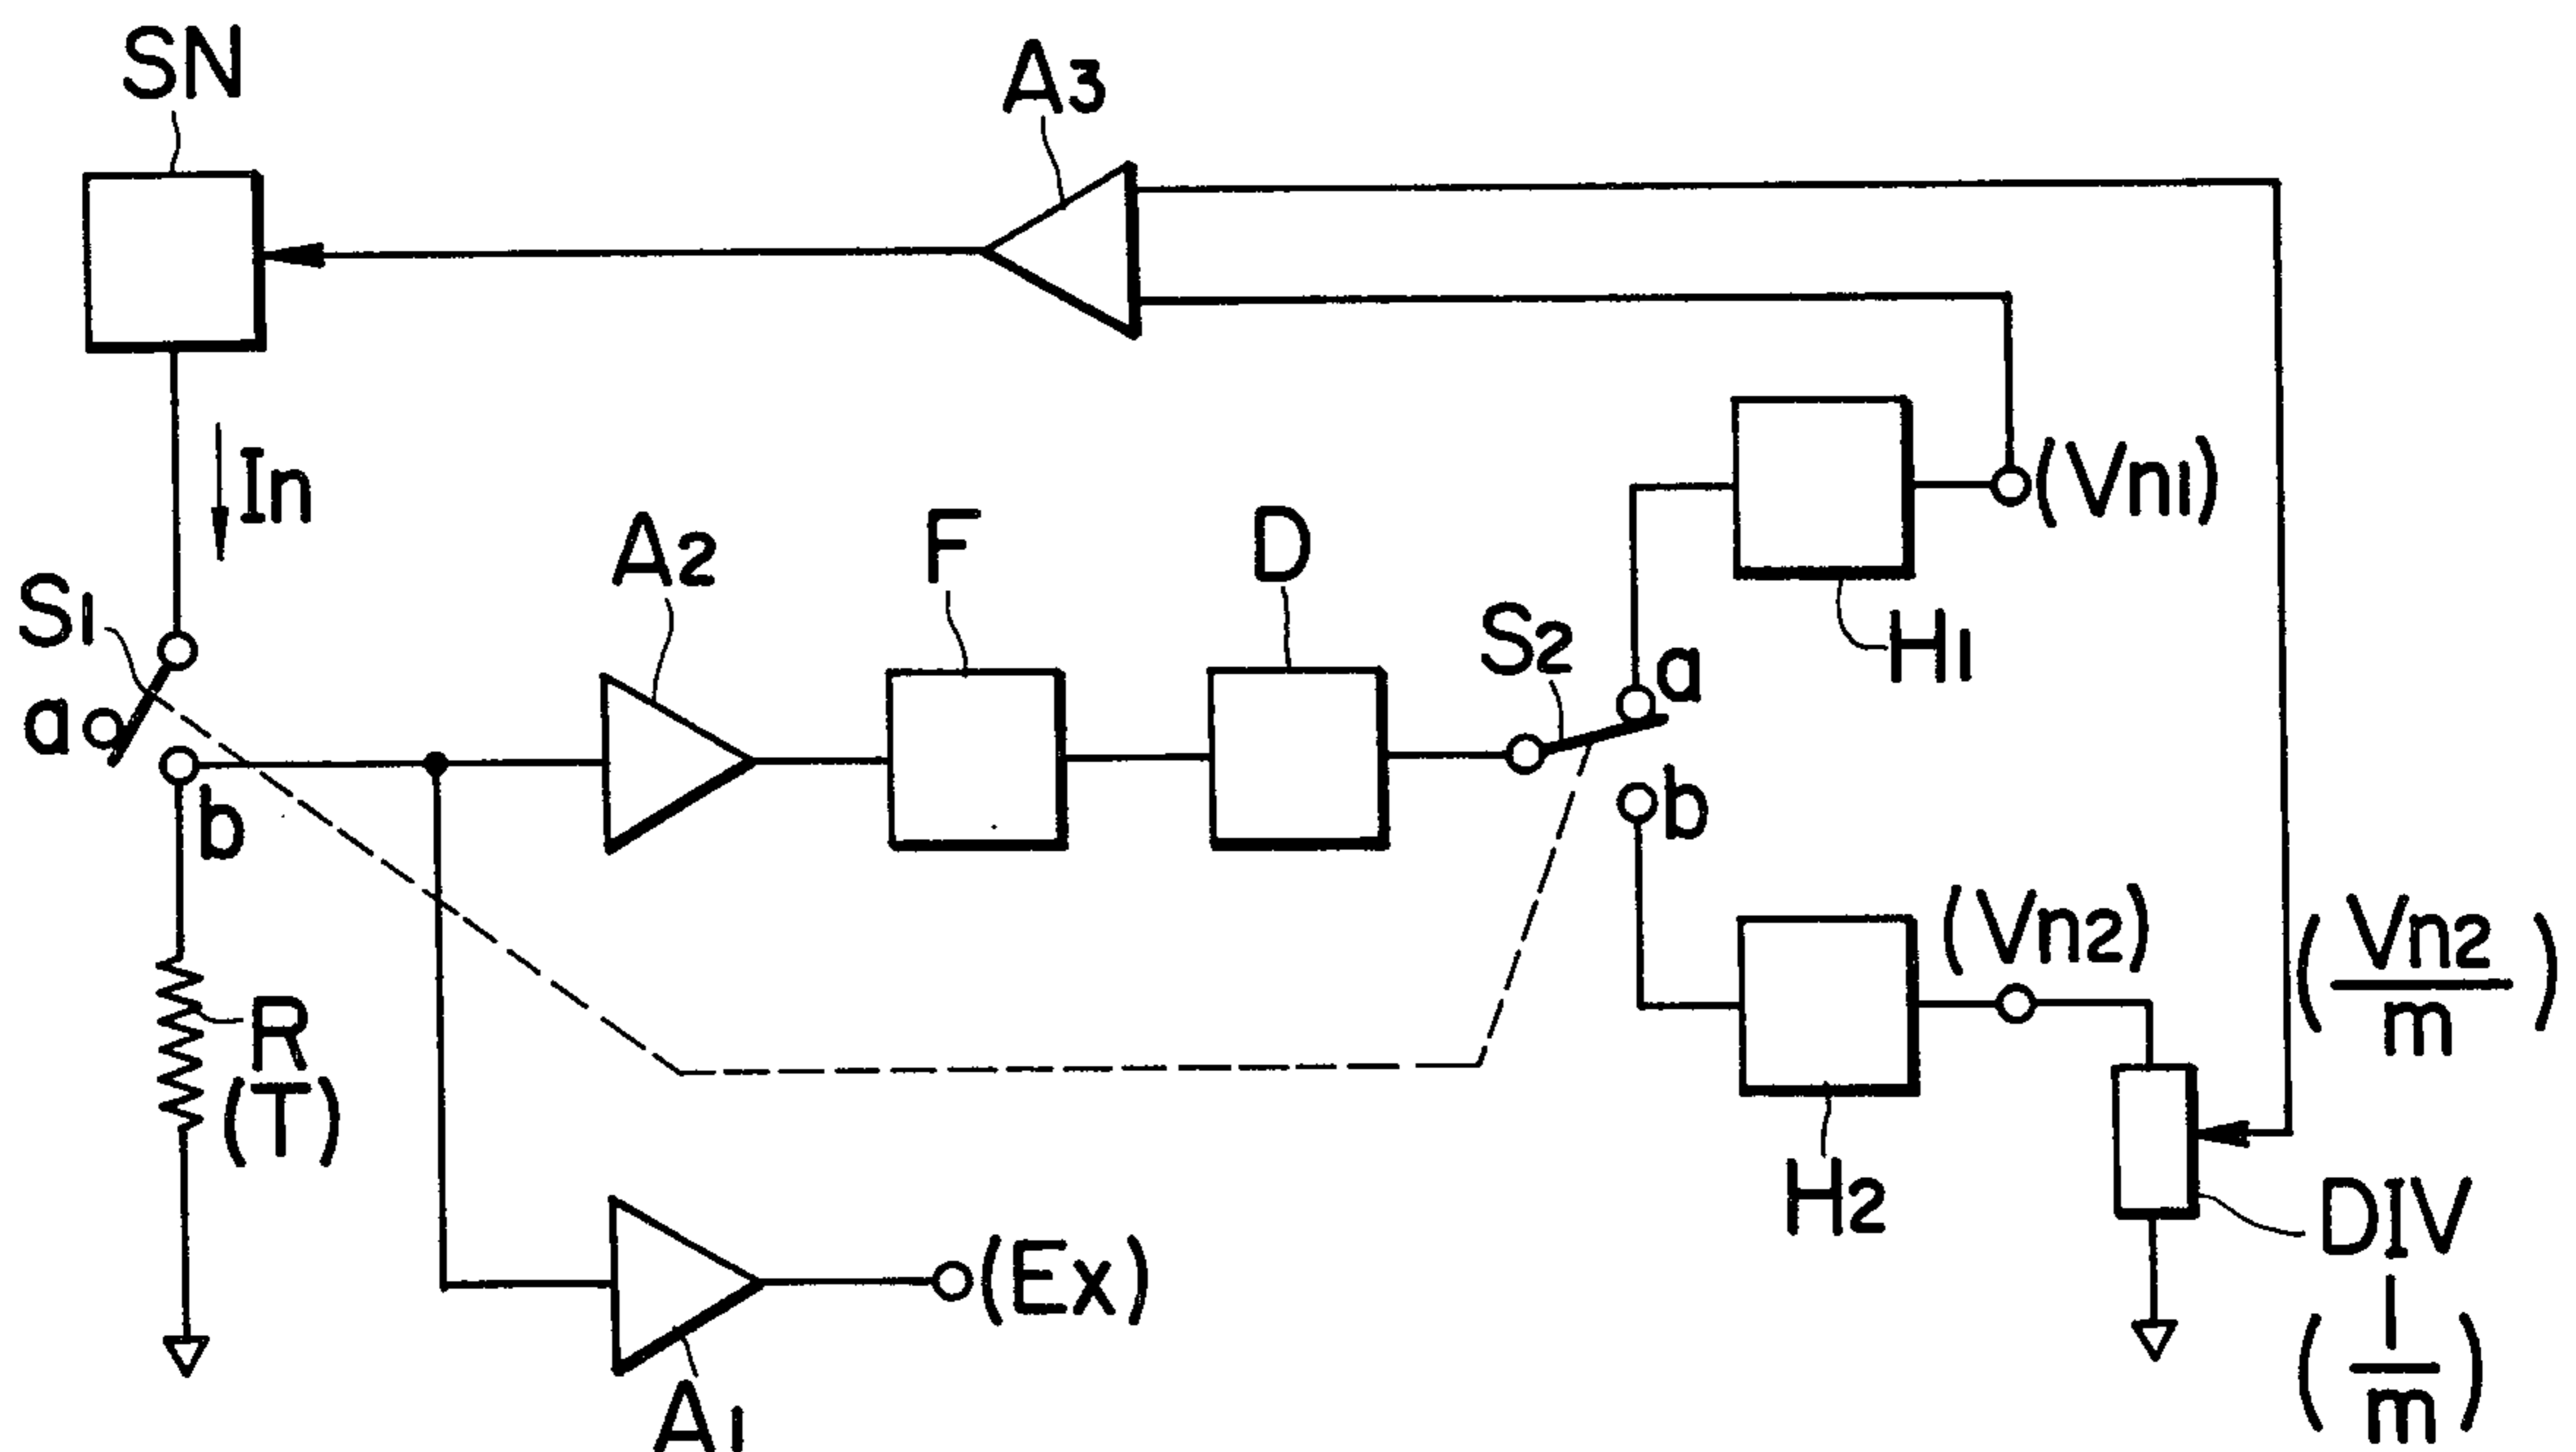 SN
A3
In
(Vn1)
A2
F
D
S1
S2
a
H1
a
b
b
(Vn2)
(Vn2/m)
R
(T)
H2
DIV
(1/m)
(Ex)
A1